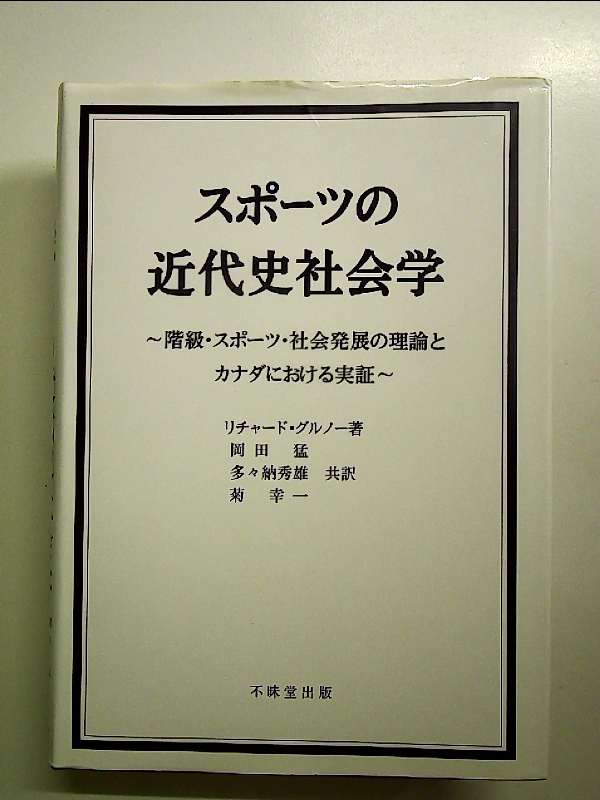 スポーツの
近代史社会学
～階級・スポーツ・社会発展の理論と
カナダにおける実証～
リチャード・グルノー著
岡田 猛
多々納秀雄 共訳
菊 幸一
不昧堂出版